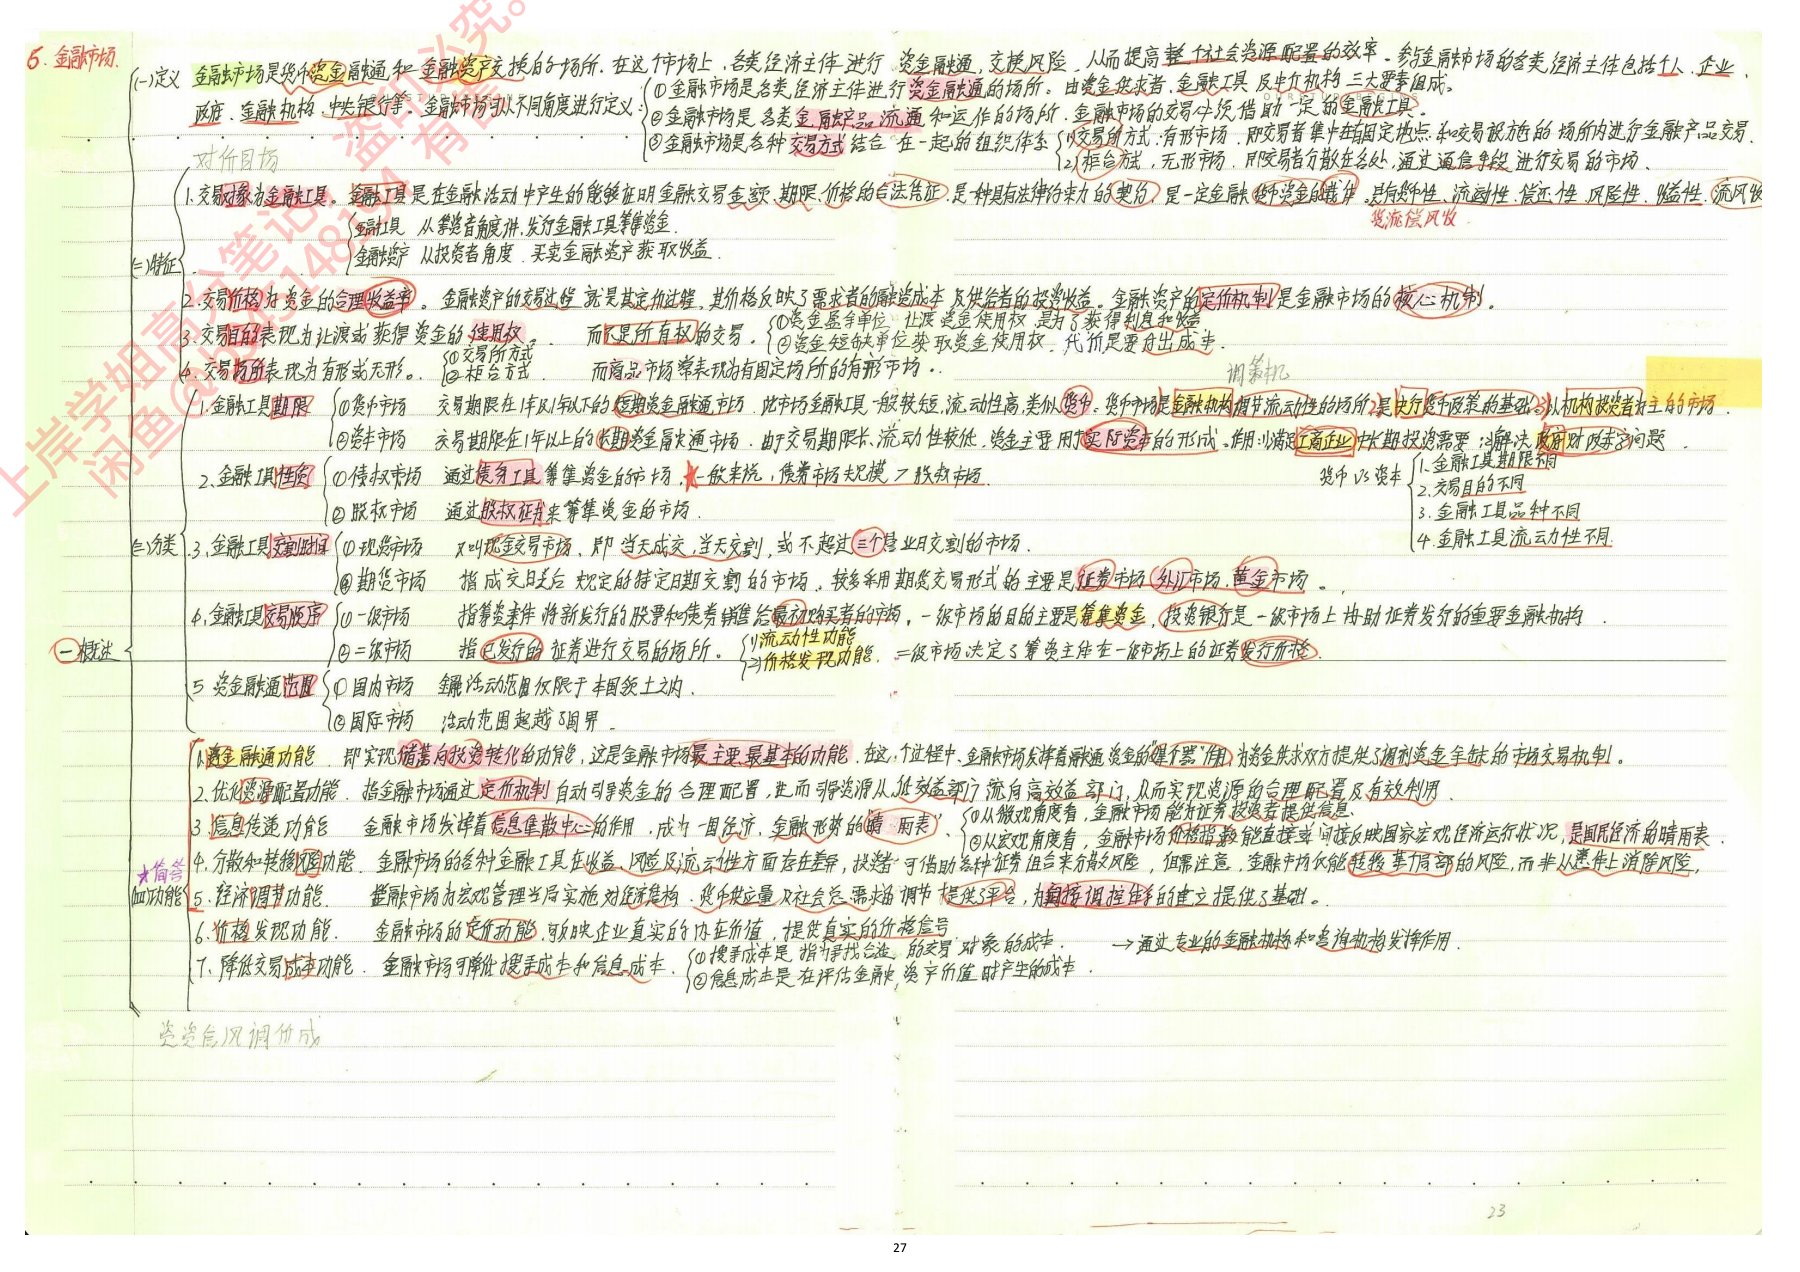 6. 金融市场.
(一)定义 金融市场是货币资金融通和金融资产交换的场所.在这个市场上,各类经济主体进行资金融通,交换风险,从而提高整个社会资源配置的效率。参与金融市场的各类经济主体包括个人、企业、
政府、金融机构、中央银行等。金融市场可以不同角度进行定义:
①金融市场是各类经济主体进行资金融通的场所。由资金供求者、金融工具及中介机构三大要素组成。
②金融市场是各类金融产品流通和运作的场所.金融市场的交易必须借助一定的金融工具。
③金融市场是各种交易方式结合在一起的组织体系
(1)交易所方式:有形市场,即交易者集中在有固定地点和交易设施的场所内进行金融产品交易.
(2)柜台方式,无形市场,即交易者分散在各处,通过通信手段进行交易的市场.
对价目场
(二)特征
1.交易对象为金融工具。金融工具是在金融活动中产生的能够证明金融交易金额、期限、价格的合法凭证,是一种具有法律约束力的契约,是一定金融货币资金的载体,具有货币性、流动性、偿还性、风险性、收益性.
货流偿风收
金融工具 从筹资者角度讲,发行金融工具筹集资金.
金融资产 从投资者角度,买卖金融资产获取收益.
2.交易价格为资金的合理收益率。金融资产的交易过程就是其定价过程,其价格反映了需求者的融资成本及供给者的投资收益。金融资产的定价机制是金融市场的核心机制。
3.交易目的表现为让渡或获得资金的使用权,而不是所有权的交易.
①资金盈余单位 让渡资金使用权,是为了获得利息和收益
②资金短缺单位获取资金使用权,代价是要付出成本.
4.交易场所表现为有形或无形。
①交易所方式
②柜台方式.
而商品市场常表现为有固定场所的有形市场。
调策机
(三)分类
1.金融工具期限
①货币市场 交易期限在1年以1年以下的短期资金融通市场.此市场金融工具一般较短,流动性高,类似货币。货币市场是金融机构调节流动性的场所;2是央行货币政策的基础;3以机构投资者为主的市场.
②资本市场 交易期限在1年以上的长期资金融通市场.由于交易期限长,流动性较低,资金主要用于实际资本的形成。作用:(1)满足工商企业中长期投资需要;(2)解决政府财政赤字问题.
2.金融工具性质
①债权市场 通过债务工具筹集资金的市场.★一般来说,债券市场规模>股权市场.
②股权市场 通过股权证券来筹集资金的市场.
货币 VS 资本
1.金融工具期限不同
2.交易目的不同
3.金融工具品种不同
4.金融工具流动力性不同.
3.金融工具交割时间
①现货市场 又叫现金交易市场,即当天成交,当天交割,或不超过三个营业日交割的市场.
②期货市场 指成交日之后规定的特定日期交割的市场,较多采用期货交易形式的主要是证券市场、外汇市场、黄金市场.
4.金融工具交易顺序
①一级市场 指筹资条件将新发行的股票和债券销售给最初购买者的市场,一级市场的目的主要是筹集资金,投资银行是一级市场上协助证券发行的重要金融机构.
②二级市场 指已发行的证券进行交易的场所。
(1)流动性功能
(2)价格发现功能.
二级市场决定了筹资主体在一级市场上的证券发行价格.
一 概述
5 资金融通范围
①国内市场 金融活动范围仅限于本国领土之内.
②国际市场 活动范围超越了国界.
★简答
(四)功能
1.资金融通功能. 即实现储蓄向投资转化的功能,这是金融市场最主要最基本的功能.在这个过程中,金融市场发挥着融通资金的"媒介器"作用,为资金供求双方提供了调剂资金余缺的市场交易机制。
2.优化资源配置功能. 指金融市场通过定价机制自动引导资金的合理配置,进而引导资源从低效益部门流向高效益部门,从而实现资源的合理配置及有效利用.
3.信息传递功能 金融市场发挥着信息集散中心的作用,成为一国经济、金融形势的"晴雨表".
①从微观角度看,金融市场能为证券投资者提供信息.
②从宏观角度看,金融市场价格指数能直接或间接反映国家宏观经济运行状况,是国民经济的晴雨表.
4.分散和转移风险功能. 金融市场的各种金融工具在收益、风险及流动性方面存在差异,投资者可借助各种证券组合来分散风险,但需注意,金融市场仅能转移某个局部的风险,而非从总体上消除风险.
5.经济调节功能. 金融市场为宏观管理当局实施对经济结构、货币供应量及社会总需求的调节提供了平台,为间接调控体系的建立提供了基础。
6.价格发现功能. 金融市场的定价功能,可反映企业真实的内在价值,提供真实的价格信号
7.降低交易成本功能. 金融市场可降低搜寻成本和信息成本.
①搜寻成本是指为寻找合适的交易对象的成本.
②信息成本是在评估金融资产价值时产生的成本.
→通过专业的金融机构和咨询机构发挥作用.
资资信风调价成
上岸学姐高分笔记
盗印必究。
闲鱼@
23
27